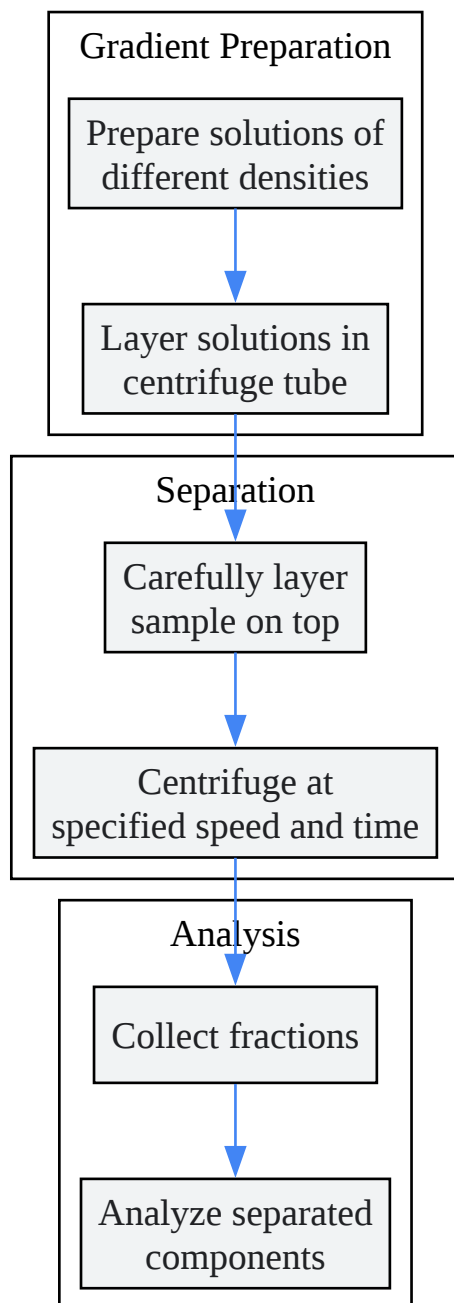 Gradient Preparation
Prepare solutions of
different densities
Layer solutions in
centrifuge tube
Separation
Carefully layer
sample on top
Centrifuge at
specified speed and time
Analysis
Collect fractions
Analyze separated
components